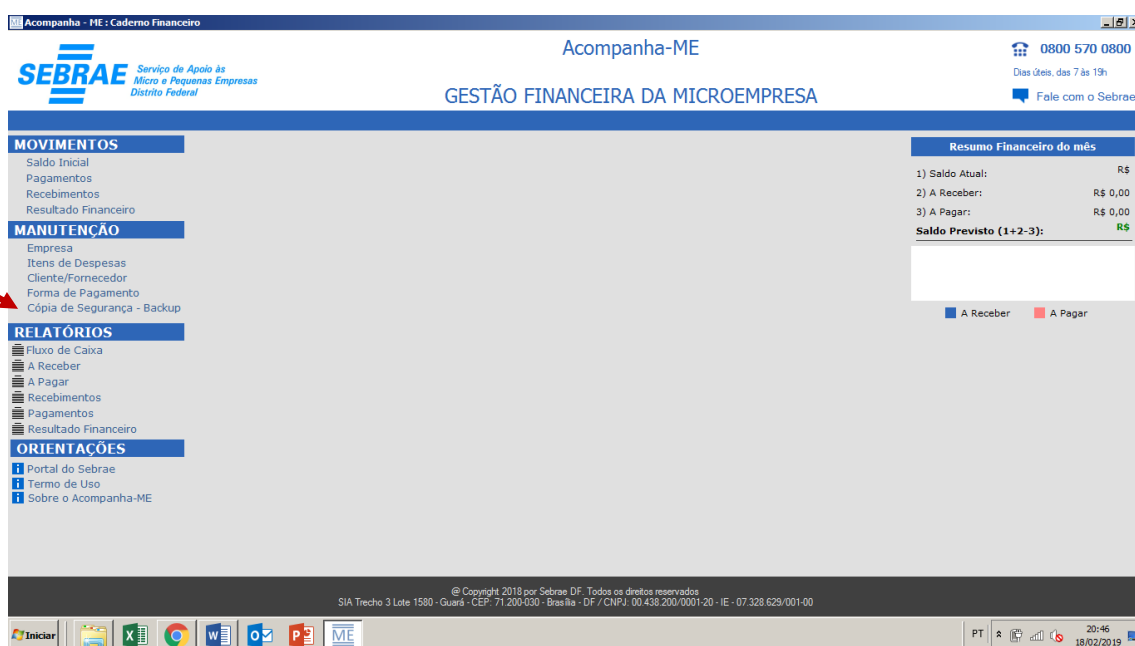 Acompanha - ME : Caderno Financeiro
SEBRAE
Serviço de Apoio às
Micro e Pequenas Empresas
Distrito Federal
Acompanha-ME
GESTÃO FINANCEIRA DA MICROEMPRESA
0800 570 0800
Dias úteis, das 7 às 19h
Fale com o Sebrae
MOVIMENTOS
Saldo Inicial
Pagamentos
Recebimentos
Resultado Financeiro
MANUTENÇÃO
Empresa
Itens de Despesas
Cliente/Fornecedor
Forma de Pagamento
Cópia de Segurança - Backup
RELATÓRIOS
Fluxo de Caixa
A Receber
A Pagar
Recebimentos
Pagamentos
Resultado Financeiro
ORIENTAÇÕES
Portal do Sebrae
Termo de Uso
Sobre o Acompanha-ME
Resumo Financeiro do mês
1) Saldo Atual: R$
2) A Receber: R$ 0,00
3) A Pagar: R$ 0,00
Saldo Previsto (1+2-3): R$
A Receber A Pagar
@ Copyright 2018 por Sebrae DF. Todos os direitos reservados
SIA Trecho 3 Lote 1580 - Guará - CEP: 71.200-030 - Brasília - DF / CNPJ: 00.438.200/0001-20 - IE - 07.328.629/001-00
Iniciar
ME
PT
20:46
18/02/2019